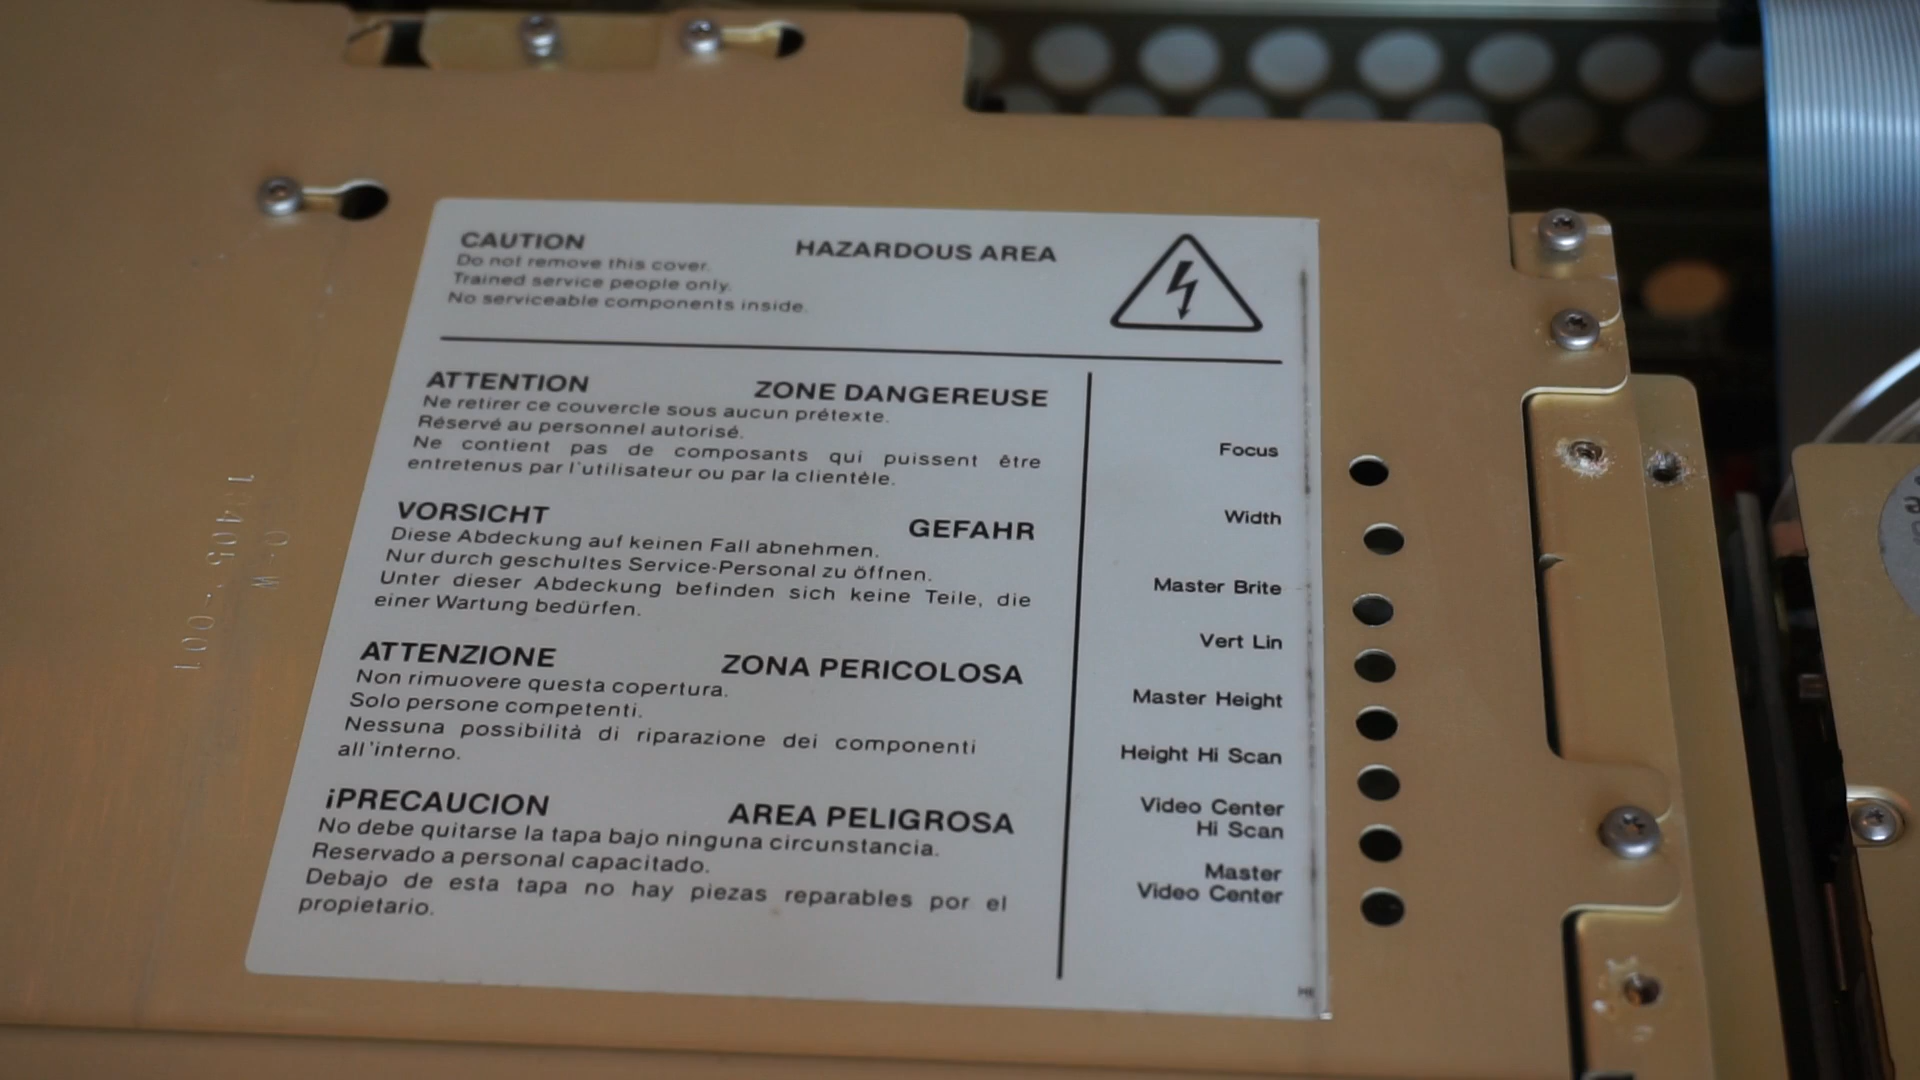 CAUTION
HAZARDOUS AREA
Do not remove this cover.
Trained service people only.
No serviceable components inside.
ATTENTION
ZONE DANGEREUSE
Ne retirer ce couvercle sous aucun prétexte.
Réservé au personnel autorisé.
Ne contient pas de composants qui puissent être
entretenus par l'utilisateur ou par la clientèle.
VORSICHT
GEFAHR
Diese Abdeckung auf keinen Fall abnehmen.
Nur durch geschultes Service-Personal zu öffnen.
Unter dieser Abdeckung befinden sich keine Teile, die
einer Wartung bedürfen.
ATTENZIONE
ZONA PERICOLOSA
Non rimuovere questa copertura.
Solo persone competenti.
Nessuna possibilità di riparazione dei componenti
all'interno.
¡PRECAUCION
AREA PELIGROSA
No debe quitarse la tapa bajo ninguna circunstancia.
Reservado a personal capacitado.
Debajo de esta tapa no hay piezas reparables por el
propietario.
Focus
Width
Master Brite
Vert Lin
Master Height
Height Hi Scan
Video Center
Hi Scan
Master
Video Center